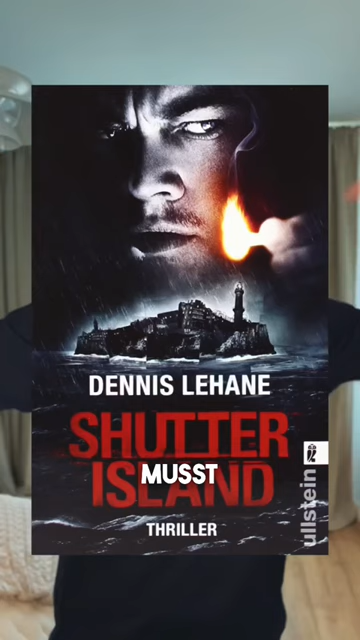 DENNIS LEHANE
SHUTTER
ISLAND
MUSST
THRILLER
ullstein